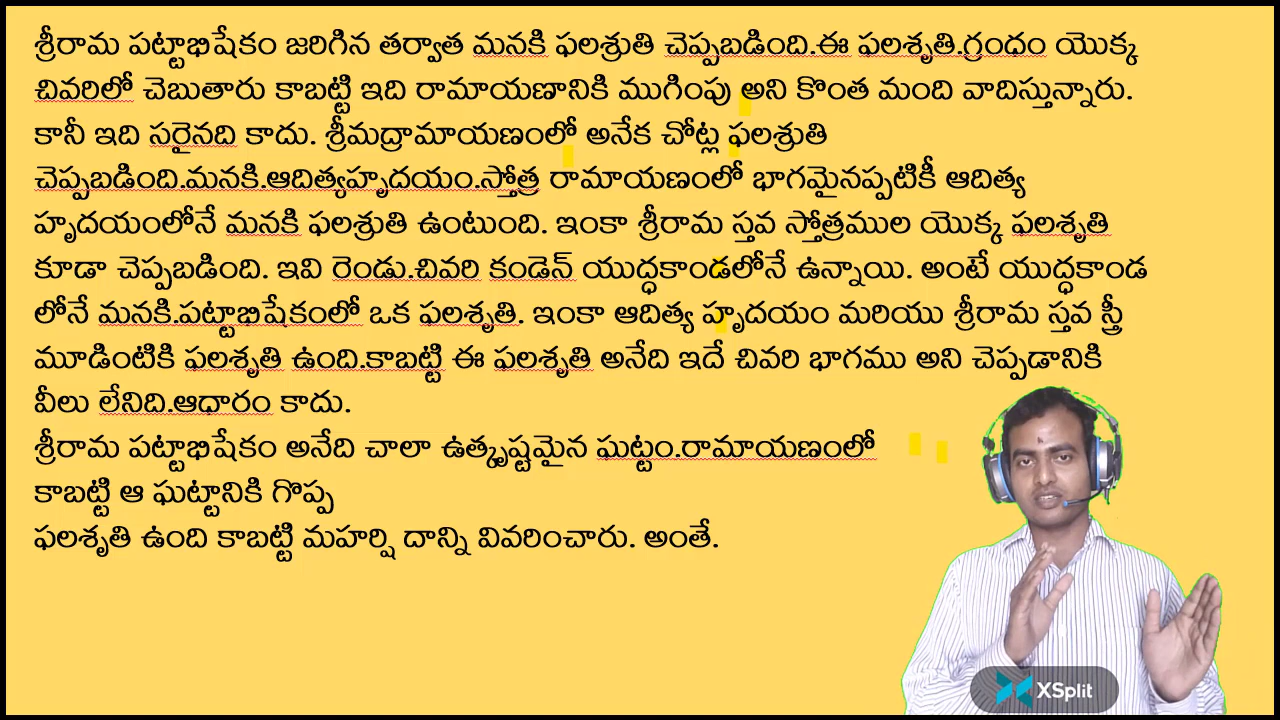 శ్రీరామ పట్టాభిషేకం జరిగిన తర్వాత మనకి ఫలశ్రుతి చెప్పబడింది.ఈ ఫలశృతి.గ్రంధం యొక్క
చివరిలో చెబుతారు కాబట్టి ఇది రామాయణానికి ముగింపు అని కొంత మంది వాదిస్తున్నారు.
కానీ ఇది సరైనది కాదు. శ్రీమద్రామాయణంలో అనేక చోట్ల ఫలశ్రుతి
చెప్పబడింది.మనకి.ఆదిత్యహృదయం.స్తోత్ర రామాయణంలో భాగమైనప్పటికీ ఆదిత్య
హృదయంలోనే మనకి ఫలశ్రుతి ఉంటుంది. ఇంకా శ్రీరామ స్తవ స్తోత్రముల యొక్క ఫలశృతి
కూడా చెప్పబడింది. ఇవి రెండు.చివరి కండెన్ యుద్ధకాండలోనే ఉన్నాయి. అంటే యుద్ధకాండ
లోనే మనకి.పట్టాభిషేకంలో ఒక ఫలశృతి. ఇంకా ఆదిత్య హృదయం మరియు శ్రీరామ స్తవ స్త్రీ
మూడింటికి ఫలశృతి ఉంది.కాబట్టి ఈ ఫలశృతి అనేది ఇదే చివరి భాగము అని చెప్పడానికి
వీలు లేనిది.ఆధారం కాదు.
శ్రీరామ పట్టాభిషేకం అనేది చాలా ఉత్కృష్టమైన ఘట్టం.రామాయణంలో
కాబట్టి ఆ ఘట్టానికి గొప్ప
ఫలశృతి ఉంది కాబట్టి మహర్షి దాన్ని వివరించారు. అంతే.
XSplit